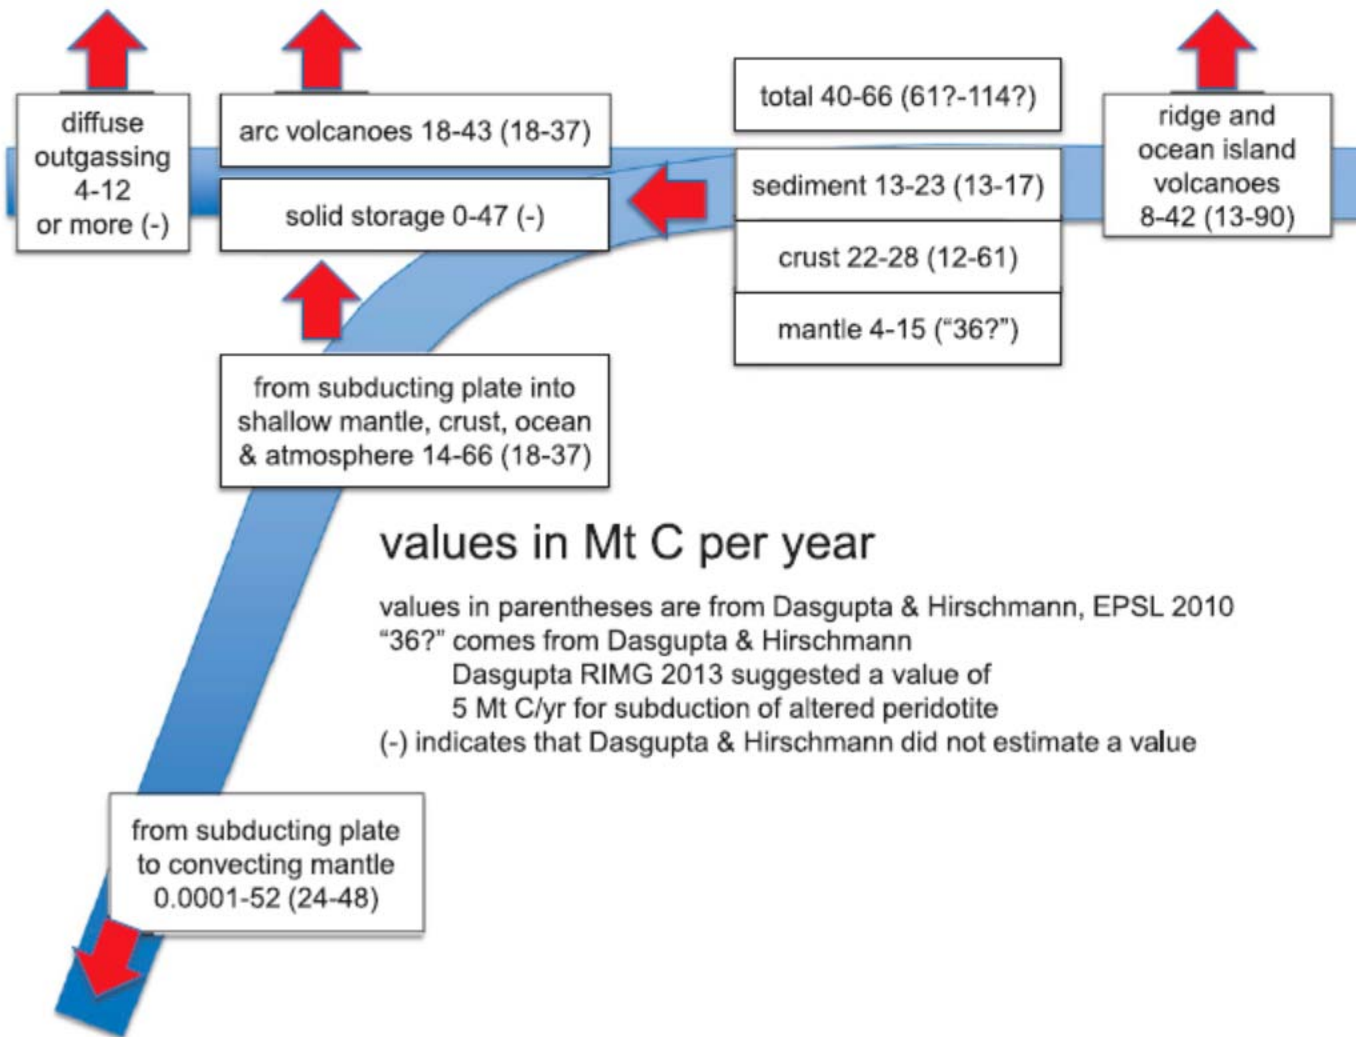 diffuse
outgassing
4-12
or more (-)
arc volcanoes 18-43 (18-37)
solid storage 0-47 (-)
total 40-66 (61?-114?)
sediment 13-23 (13-17)
crust 22-28 (12-61)
mantle 4-15 (“36?”)
ridge and
ocean island
volcanoes
8-42 (13-90)
from subducting plate into
shallow mantle, crust, ocean
& atmosphere 14-66 (18-37)
values in Mt C per year
values in parentheses are from Dasgupta & Hirschmann, EPSL 2010
“36?” comes from Dasgupta & Hirschmann
Dasgupta RIMG 2013 suggested a value of
5 Mt C/yr for subduction of altered peridotite
(-) indicates that Dasgupta & Hirschmann did not estimate a value
from subducting plate
to convecting mantle
0.0001-52 (24-48)